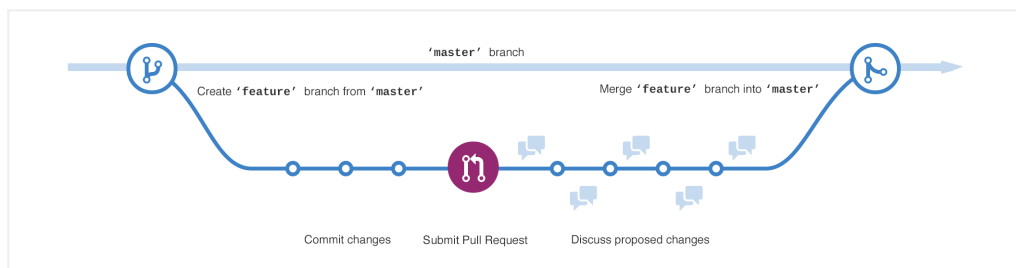 ‘master’ branch
Create ‘feature’ branch from ‘master’
Merge ‘feature’ branch into ‘master’
Commit changes
Submit Pull Request
Discuss proposed changes